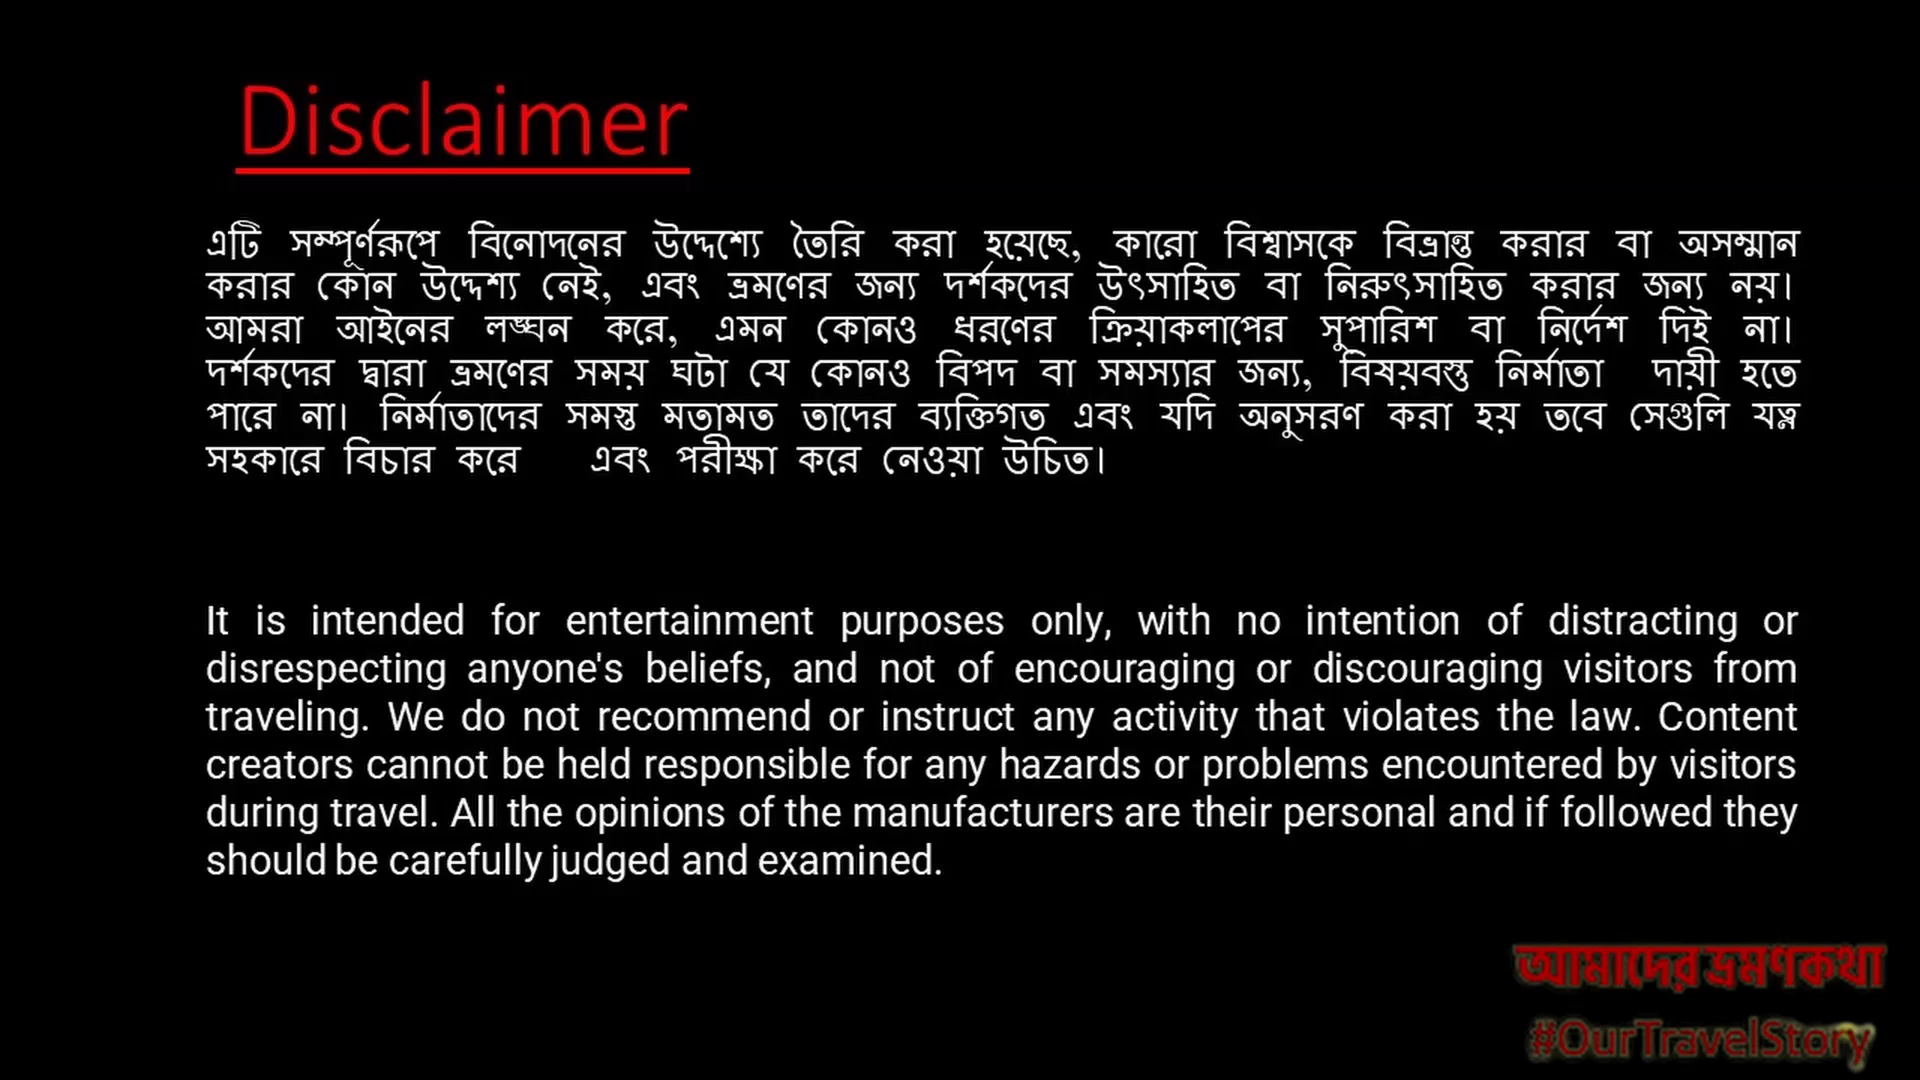 Disclaimer
এটি সম্পূর্ণরূপে বিনোদনের উদ্দেশ্যে তৈরি করা হয়েছে, কারো বিশ্বাসকে বিভ্রান্ত করার বা অসম্মান
করার কোন উদ্দেশ্য নেই, এবং ভ্রমণের জন্য দর্শকদের উৎসাহিত বা নিরুৎসাহিত করার জন্য নয়।
আমরা আইনের লঙ্ঘন করে, এমন কোনও ধরণের ক্রিয়াকলাপের সুপারিশ বা নির্দেশ দিই না।
দর্শকদের দ্বারা ভ্রমণের সময় ঘটা যে কোনও বিপদ বা সমস্যার জন্য, বিষয়বস্তু নির্মাতা দায়ী হতে
পারে না। নির্মাতাদের সমস্ত মতামত তাদের ব্যক্তিগত এবং যদি অনুসরণ করা হয় তবে সেগুলি যত্ন
সহকারে বিচার করে এবং পরীক্ষা করে নেওয়া উচিত।
It is intended for entertainment purposes only, with no intention of distracting or
disrespecting anyone's beliefs, and not of encouraging or discouraging visitors from
traveling. We do not recommend or instruct any activity that violates the law. Content
creators cannot be held responsible for any hazards or problems encountered by visitors
during travel. All the opinions of the manufacturers are their personal and if followed they
should be carefully judged and examined.
আমাদের ভ্রমণকথা
#OurTravelStory